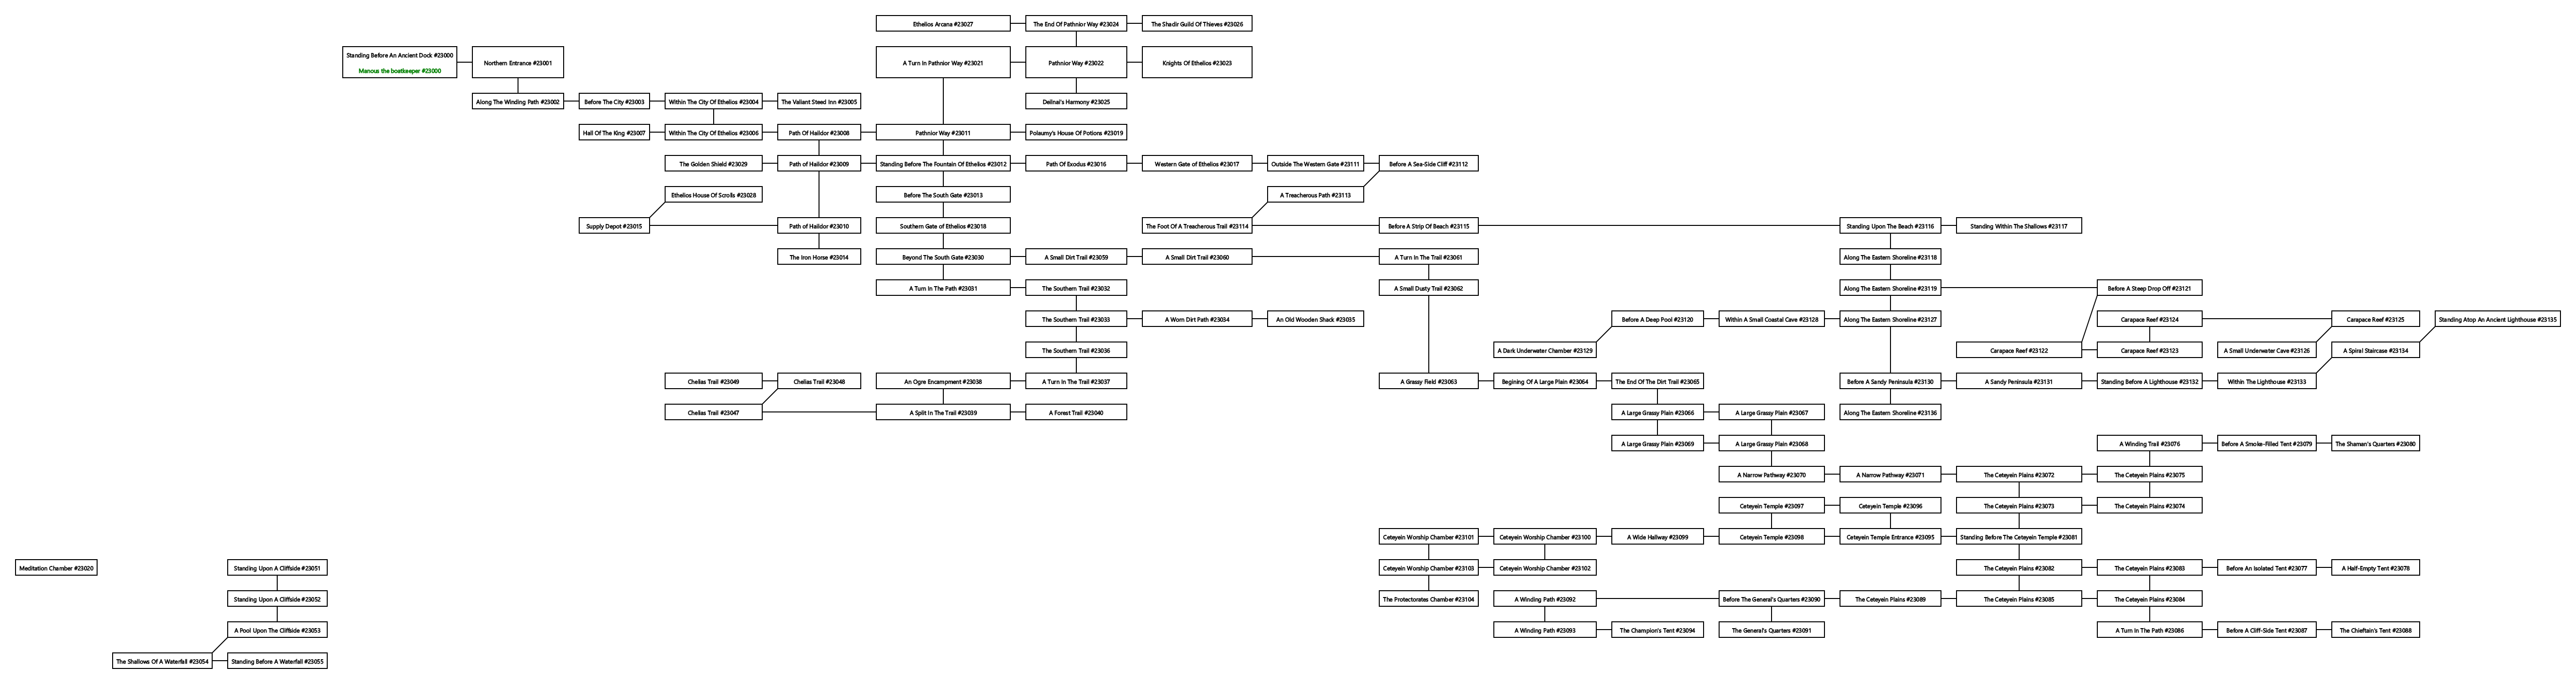 Ethelios Arcana #23027
The End Of Pathnior Way #23024
The Shadir Guild Of Thieves #23026
Standing Before An Ancient Dock #23000
Manous the boatkeeper #23000
Northern Entrance #23001
A Turn In Pathnior Way #23021
Pathnior Way #23022
Knights Of Ethelios #23023
Along The Winding Path #23002
Before The City #23003
Within The City Of Ethelios #23004
The Valiant Steed Inn #23005
Deilnai's Harmony #23025
Hall Of The King #23007
Within The City Of Ethelios #23006
Path Of Haildor #23008
Pathnior Way #23011
Polaumy's House Of Potions #23019
The Golden Shield #23029
Path of Haildor #23009
Standing Before The Fountain Of Ethelios #23012
Path Of Exodus #23016
Western Gate of Ethelios #23017
Outside The Western Gate #23111
Before A Sea-Side Cliff #23112
Ethelios House Of Scrolls #23028
Before The South Gate #23013
A Treacherous Path #23113
Supply Depot #23015
Path of Haildor #23010
Southern Gate of Ethelios #23018
The Foot Of A Treacherous Trail #23114
Before A Strip Of Beach #23115
Standing Upon The Beach #23116
Standing Within The Shallows #23117
The Iron Horse #23014
Beyond The South Gate #23030
A Small Dirt Trail #23059
A Small Dirt Trail #23060
A Turn In The Trail #23061
Along The Eastern Shoreline #23118
A Turn In The Path #23031
The Southern Trail #23032
A Small Dusty Trail #23062
Along The Eastern Shoreline #23119
Before A Steep Drop Off #23121
The Southern Trail #23033
A Worn Dirt Path #23034
An Old Wooden Shack #23035
Before A Deep Pool #23120
Within A Small Coastal Cave #23128
Along The Eastern Shoreline #23127
Carapace Reef #23124
Carapace Reef #23125
Standing Atop An Ancient Lighthouse #23135
The Southern Trail #23036
A Dark Underwater Chamber #23129
Carapace Reef #23122
Carapace Reef #23123
A Small Underwater Cave #23126
A Spiral Staircase #23134
Chelias Trail #23049
Chelias Trail #23048
An Ogre Encampment #23038
A Turn In The Trail #23037
A Grassy Field #23063
Begining Of A Large Plain #23064
The End Of The Dirt Trail #23065
Before A Sandy Peninsula #23130
A Sandy Peninsula #23131
Standing Before A Lighthouse #23132
Within The Lighthouse #23133
Chelias Trail #23047
A Split In The Trail #23039
A Forest Trail #23040
A Large Grassy Plain #23066
A Large Grassy Plain #23067
Along The Eastern Shoreline #23136
A Large Grassy Plain #23069
A Large Grassy Plain #23068
A Winding Trail #23076
Before A Smoke-Filled Tent #23079
The Shaman's Quarters #23080
A Narrow Pathway #23070
A Narrow Pathway #23071
The Ceteyein Plains #23072
The Ceteyein Plains #23075
Ceteyein Temple #23097
Ceteyein Temple #23096
The Ceteyein Plains #23073
The Ceteyein Plains #23074
Ceteyein Worship Chamber #23101
Ceteyein Worship Chamber #23100
A Wide Hallway #23099
Ceteyein Temple #23098
Ceteyein Temple Entrance #23095
Standing Before The Ceteyein Temple #23081
Meditation Chamber #23020
Standing Upon A Cliffside #23051
Ceteyein Worship Chamber #23103
Ceteyein Worship Chamber #23102
The Ceteyein Plains #23082
The Ceteyein Plains #23083
Before An Isolated Tent #23077
A Half-Empty Tent #23078
Standing Upon A Cliffside #23052
The Protectorates Chamber #23104
A Winding Path #23092
Before The General's Quarters #23090
The Ceteyein Plains #23089
The Ceteyein Plains #23085
The Ceteyein Plains #23084
A Pool Upon The Cliffside #23053
A Winding Path #23093
The Champion's Tent #23094
The General's Quarters #23091
A Turn In The Path #23086
Before A Cliff-Side Tent #23087
The Chieftain's Tent #23088
The Shallows Of A Waterfall #23054
Standing Before A Waterfall #23055